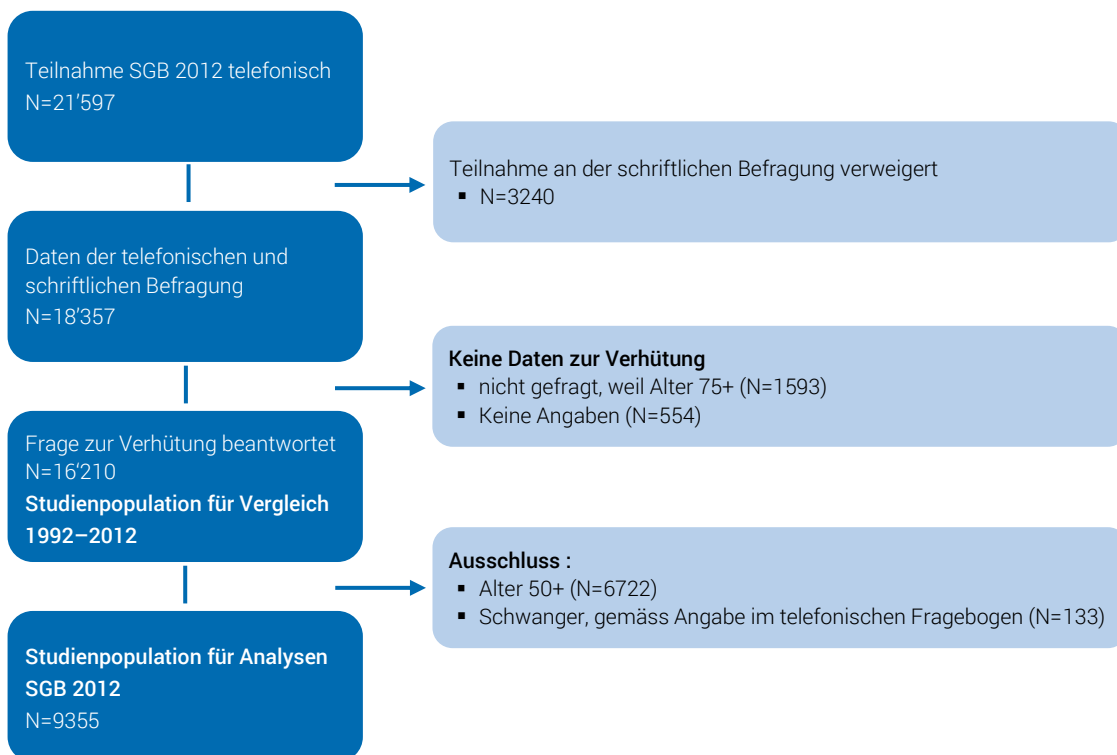 Teilnahme SGB 2012 telefonisch
N=21’597
Teilnahme an der schriftlichen Befragung verweigert
▪ N=3240
Daten der telefonischen und
schriftlichen Befragung
N=18’357
Keine Daten zur Verhütung
▪ nicht gefragt, weil Alter 75+ (N=1593)
▪ Keine Angaben (N=554)
Frage zur Verhütung beantwortet
N=16’210
Studienpopulation für Vergleich
1992–2012
Ausschluss :
▪ Alter 50+ (N=6722)
▪ Schwanger, gemäss Angabe im telefonischen Fragebogen (N=133)
Studienpopulation für Analysen
SGB 2012
N=9355